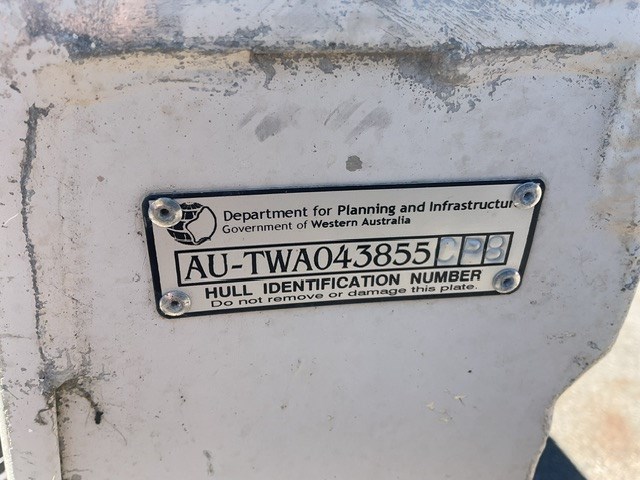 Department for Planning and Infrastructure
Government of Western Australia
AU-TWA043855CP8
HULL IDENTIFICATION NUMBER
Do not remove or damage this plate.